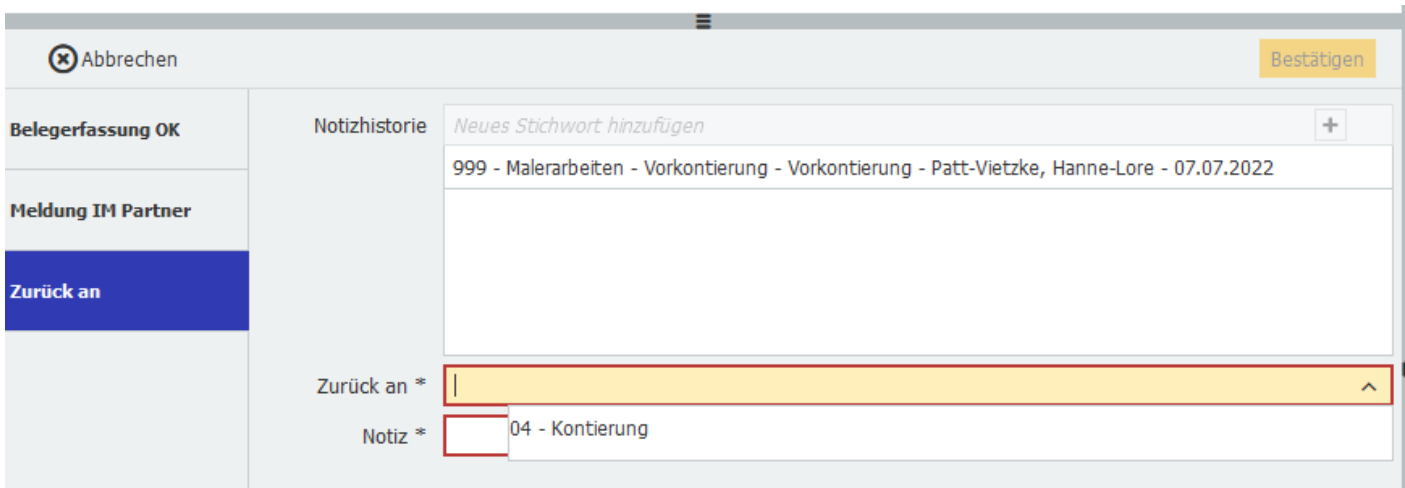 Abbrechen
Bestätigen
Belegerfassung OK
Meldung IM Partner
Zurück an
Notizhistorie
Neues Stichwort hinzufügen
999 - Malerarbeiten - Vorkontierung - Vorkontierung - Patt-Vietzke, Hanne-Lore - 07.07.2022
Zurück an *
04 - Kontierung
Notiz *